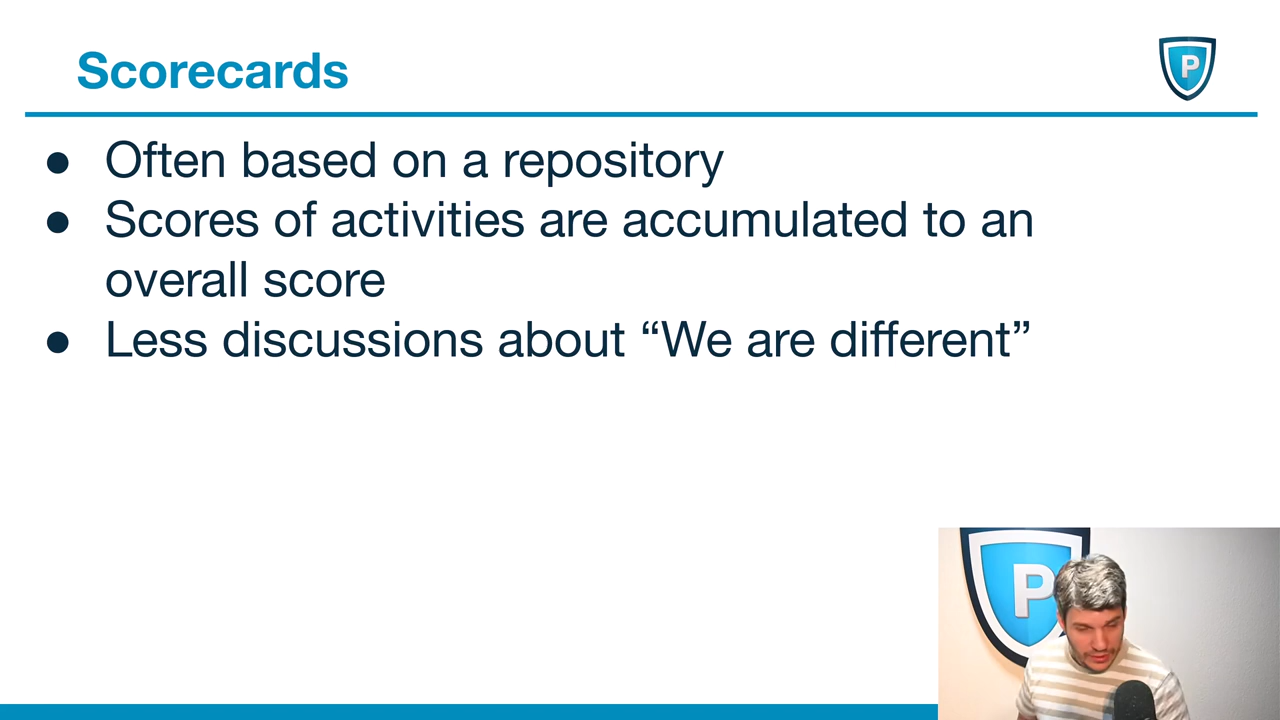 Scorecards
P
● Often based on a repository
● Scores of activities are accumulated to an
overall score
● Less discussions about “We are different”
P